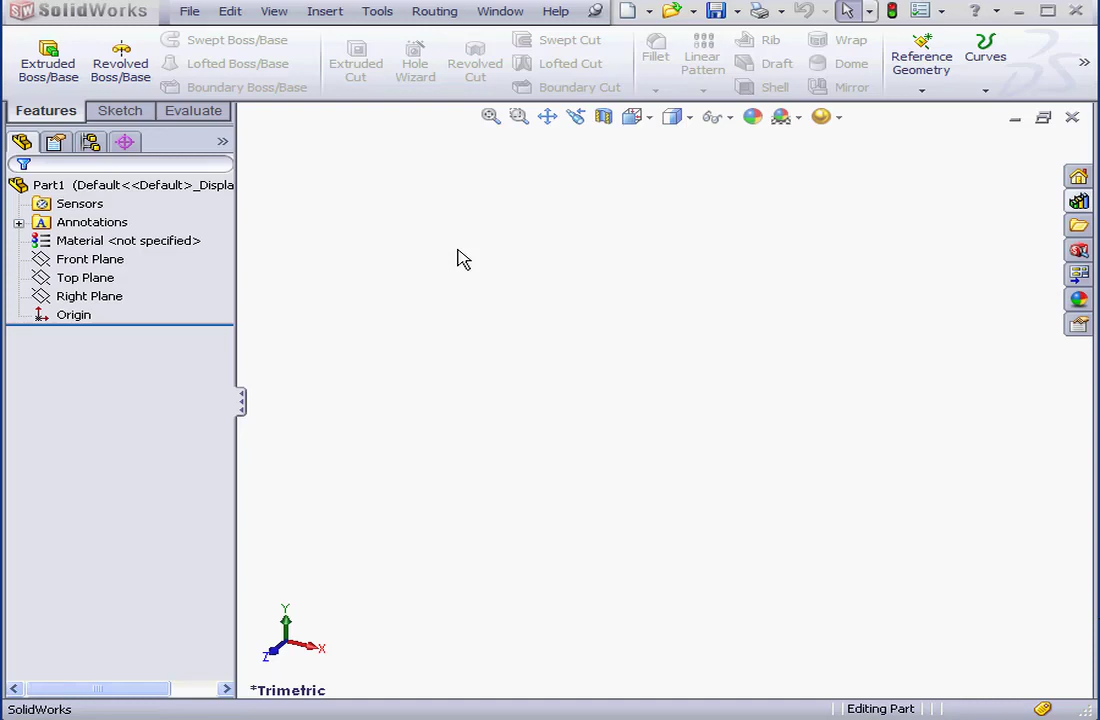 SolidWorks File Edit View Insert Tools Routing Window Help
Extruded Boss/Base
Revolved Boss/Base
Swept Boss/Base
Lofted Boss/Base
Boundary Boss/Base
Extruded Cut
Hole Wizard
Revolved Cut
Swept Cut
Lofted Cut
Boundary Cut
Fillet
Linear Pattern
Rib
Draft
Shell
Wrap
Dome
Mirror
Reference Geometry
Curves
Features Sketch Evaluate
Part1 (Default<<Default>_Displa
Sensors
A Annotations
Material <not specified>
Front Plane
Top Plane
Right Plane
Origin
Y
X
Z
*Trimetric
SolidWorks Editing Part